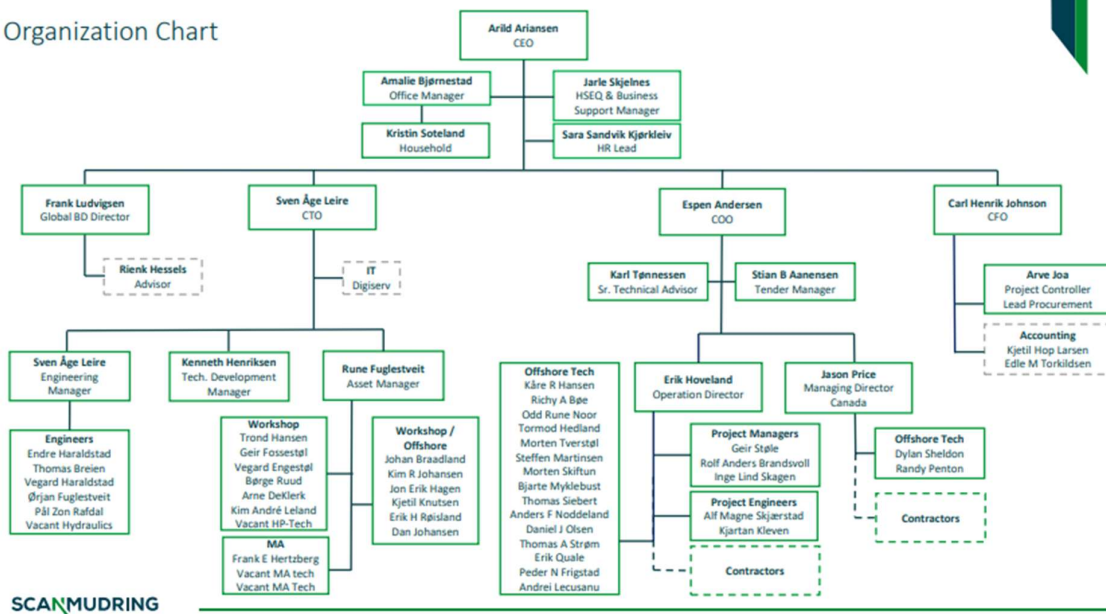 Organization Chart
Arild Ariansen
CEO
Amalie Bjørnestad
Office Manager
Jarle Skjelnes
HSEQ & Business
Support Manager
Kristin Soteland
Household
Sara Sandvik Kjørkleiv
HR Lead
Frank Ludvigsen
Global BD Director
Sven Åge Leire
CTO
Espen Andersen
COO
Carl Henrik Johnson
CFO
Rienk Hessels
Advisor
IT
Digiserv
Karl Tønnessen
Sr. Technical Advisor
Stian B Aanensen
Tender Manager
Arve Joa
Project Controller
Lead Procurement
Accounting
Kjetil Hop Larsen
Edle M Torkildsen
Sven Åge Leire
Engineering
Manager
Kenneth Henriksen
Tech. Development
Manager
Rune Fuglestveit
Asset Manager
Engineers
Endre Haraldstad
Thomas Breien
Vegard Haraldstad
Ørjan Fuglestveit
Pål Zon Rafdal
Vacant Hydraulics
Workshop
Trond Hansen
Geir Fossestøl
Vegard Engestøl
Børge Ruud
Arne DeKlerk
Kim André Leland
Vacant HP-Tech
MA
Frank E Hertzberg
Vacant MA tech
Vacant MA Tech
Workshop /
Offshore
Johan Braadland
Kim R Johansen
Jon Erik Hagen
Kjetil Knutsen
Erik H Røisland
Dan Johansen
Offshore Tech
Kåre R Hansen
Richy A Bøe
Odd Rune Noor
Tormod Hedland
Morten Tverstøl
Steffen Martinsen
Morten Skiftun
Bjarte Myklebust
Thomas Siebert
Anders F Noddeland
Daniel J Olsen
Thomas A Strøm
Erik Quale
Peder N Frigstad
Andrei Lecusanu
Erik Hoveland
Operation Director
Project Managers
Geir Støle
Rolf Anders Brandsvoll
Inge Lind Skagen
Project Engineers
Alf Magne Skjærstad
Kjartan Kleven
Contractors
Jason Price
Managing Director
Canada
Offshore Tech
Dylan Sheldon
Randy Penton
Contractors
SCANMUDRING